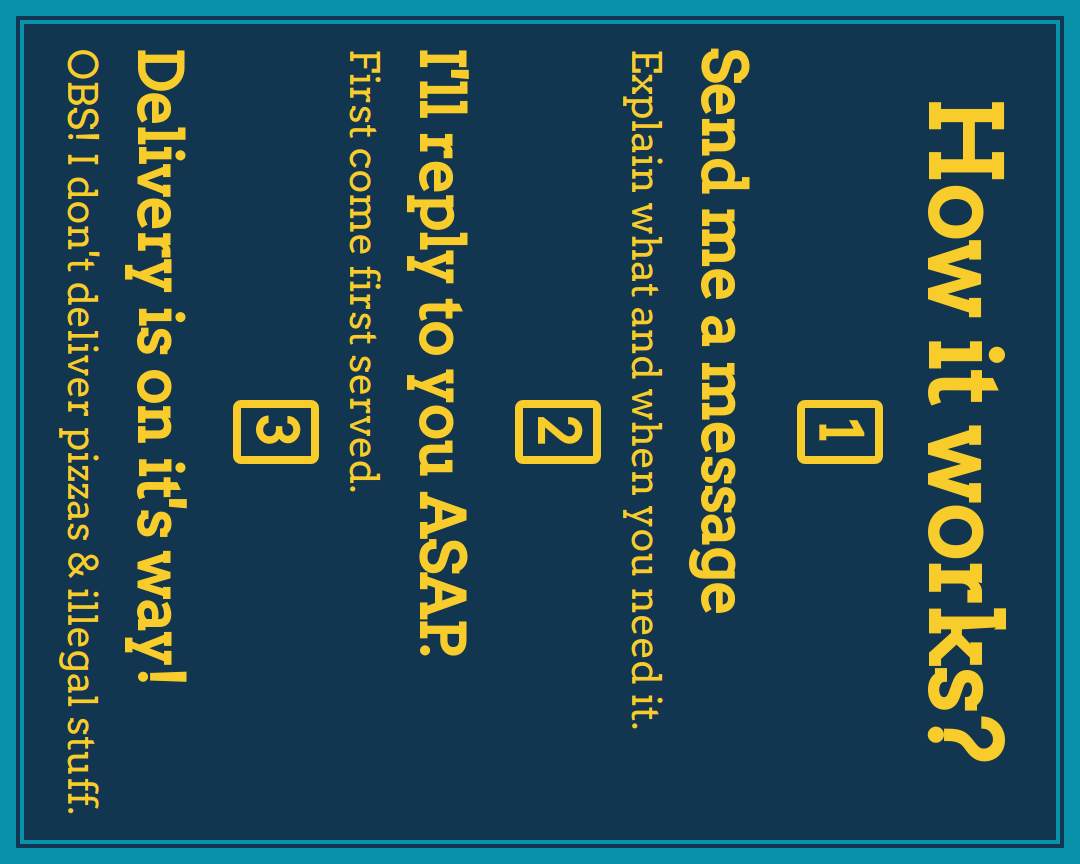 How it works?
1
Send me a message
Explain what and when you need it.
2
I'll reply to you ASAP.
First come first served.
3
Delivery is on it's way!
OBS! I don't deliver pizzas & illegal stuff.